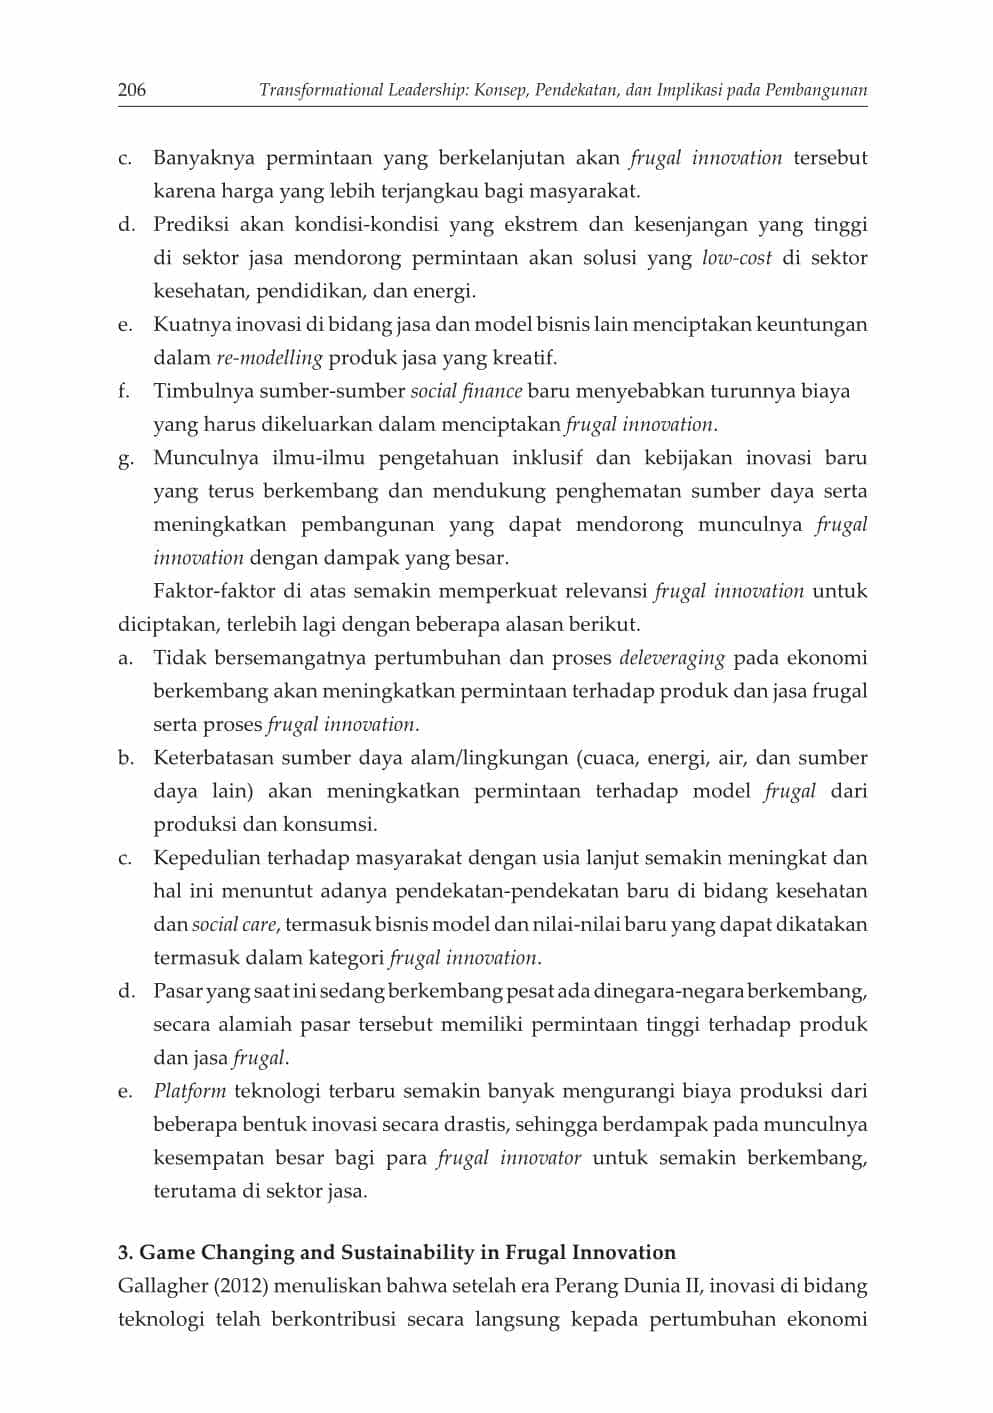 206 Transformational Leadership: Konsep, Pendekatan, dan Implikasi pada Pembangunan
c. Banyaknya permintaan yang berkelanjutan akan frugal innovation tersebut
karena harga yang lebih terjangkau bagi masyarakat.
d. Prediksi akan kondisi-kondisi yang ekstrem dan kesenjangan yang tinggi
di sektor jasa mendorong permintaan akan solusi yang low-cost di sektor
kesehatan, pendidikan, dan energi.
e. Kuatnya inovasi di bidang jasa dan model bisnis lain menciptakan keuntungan
dalam re-modelling produk jasa yang kreatif.
f. Timbulnya sumber-sumber social finance baru menyebabkan turunnya biaya
yang harus dikeluarkan dalam menciptakan frugal innovation.
g. Munculnya ilmu-ilmu pengetahuan inklusif dan kebijakan inovasi baru
yang terus berkembang dan mendukung penghematan sumber daya serta
meningkatkan pembangunan yang dapat mendorong munculnya frugal
innovation dengan dampak yang besar.
Faktor-faktor di atas semakin memperkuat relevansi frugal innovation untuk
diciptakan, terlebih lagi dengan beberapa alasan berikut.
a. Tidak bersemangatnya pertumbuhan dan proses deleveraging pada ekonomi
berkembang akan meningkatkan permintaan terhadap produk dan jasa frugal
serta proses frugal innovation.
b. Keterbatasan sumber daya alam/lingkungan (cuaca, energi, air, dan sumber
daya lain) akan meningkatkan permintaan terhadap model frugal dari
produksi dan konsumsi.
c. Kepedulian terhadap masyarakat dengan usia lanjut semakin meningkat dan
hal ini menuntut adanya pendekatan-pendekatan baru di bidang kesehatan
dan social care, termasuk bisnis model dan nilai-nilai baru yang dapat dikatakan
termasuk dalam kategori frugal innovation.
d. Pasar yang saat ini sedang berkembang pesat ada dinegara-negara berkembang,
secara alamiah pasar tersebut memiliki permintaan tinggi terhadap produk
dan jasa frugal.
e. Platform teknologi terbaru semakin banyak mengurangi biaya produksi dari
beberapa bentuk inovasi secara drastis, sehingga berdampak pada munculnya
kesempatan besar bagi para frugal innovator untuk semakin berkembang,
terutama di sektor jasa.
3. Game Changing and Sustainability in Frugal Innovation
Gallagher (2012) menuliskan bahwa setelah era Perang Dunia II, inovasi di bidang
teknologi telah berkontribusi secara langsung kepada pertumbuhan ekonomi